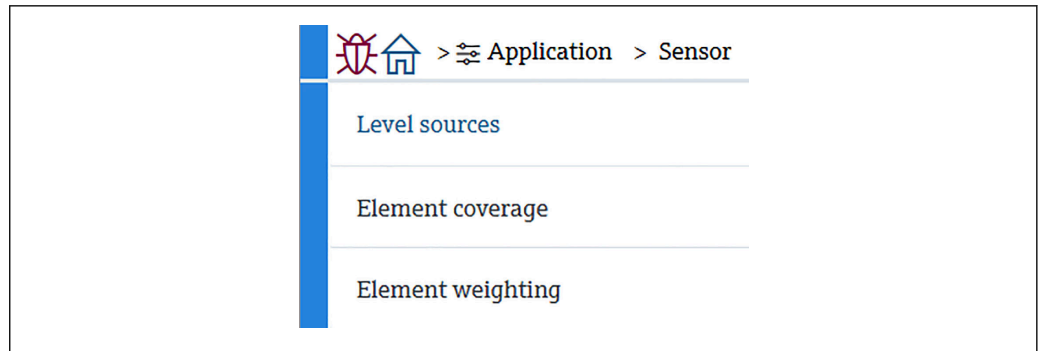 > Application > Sensor
Level sources
Element coverage
Element weighting